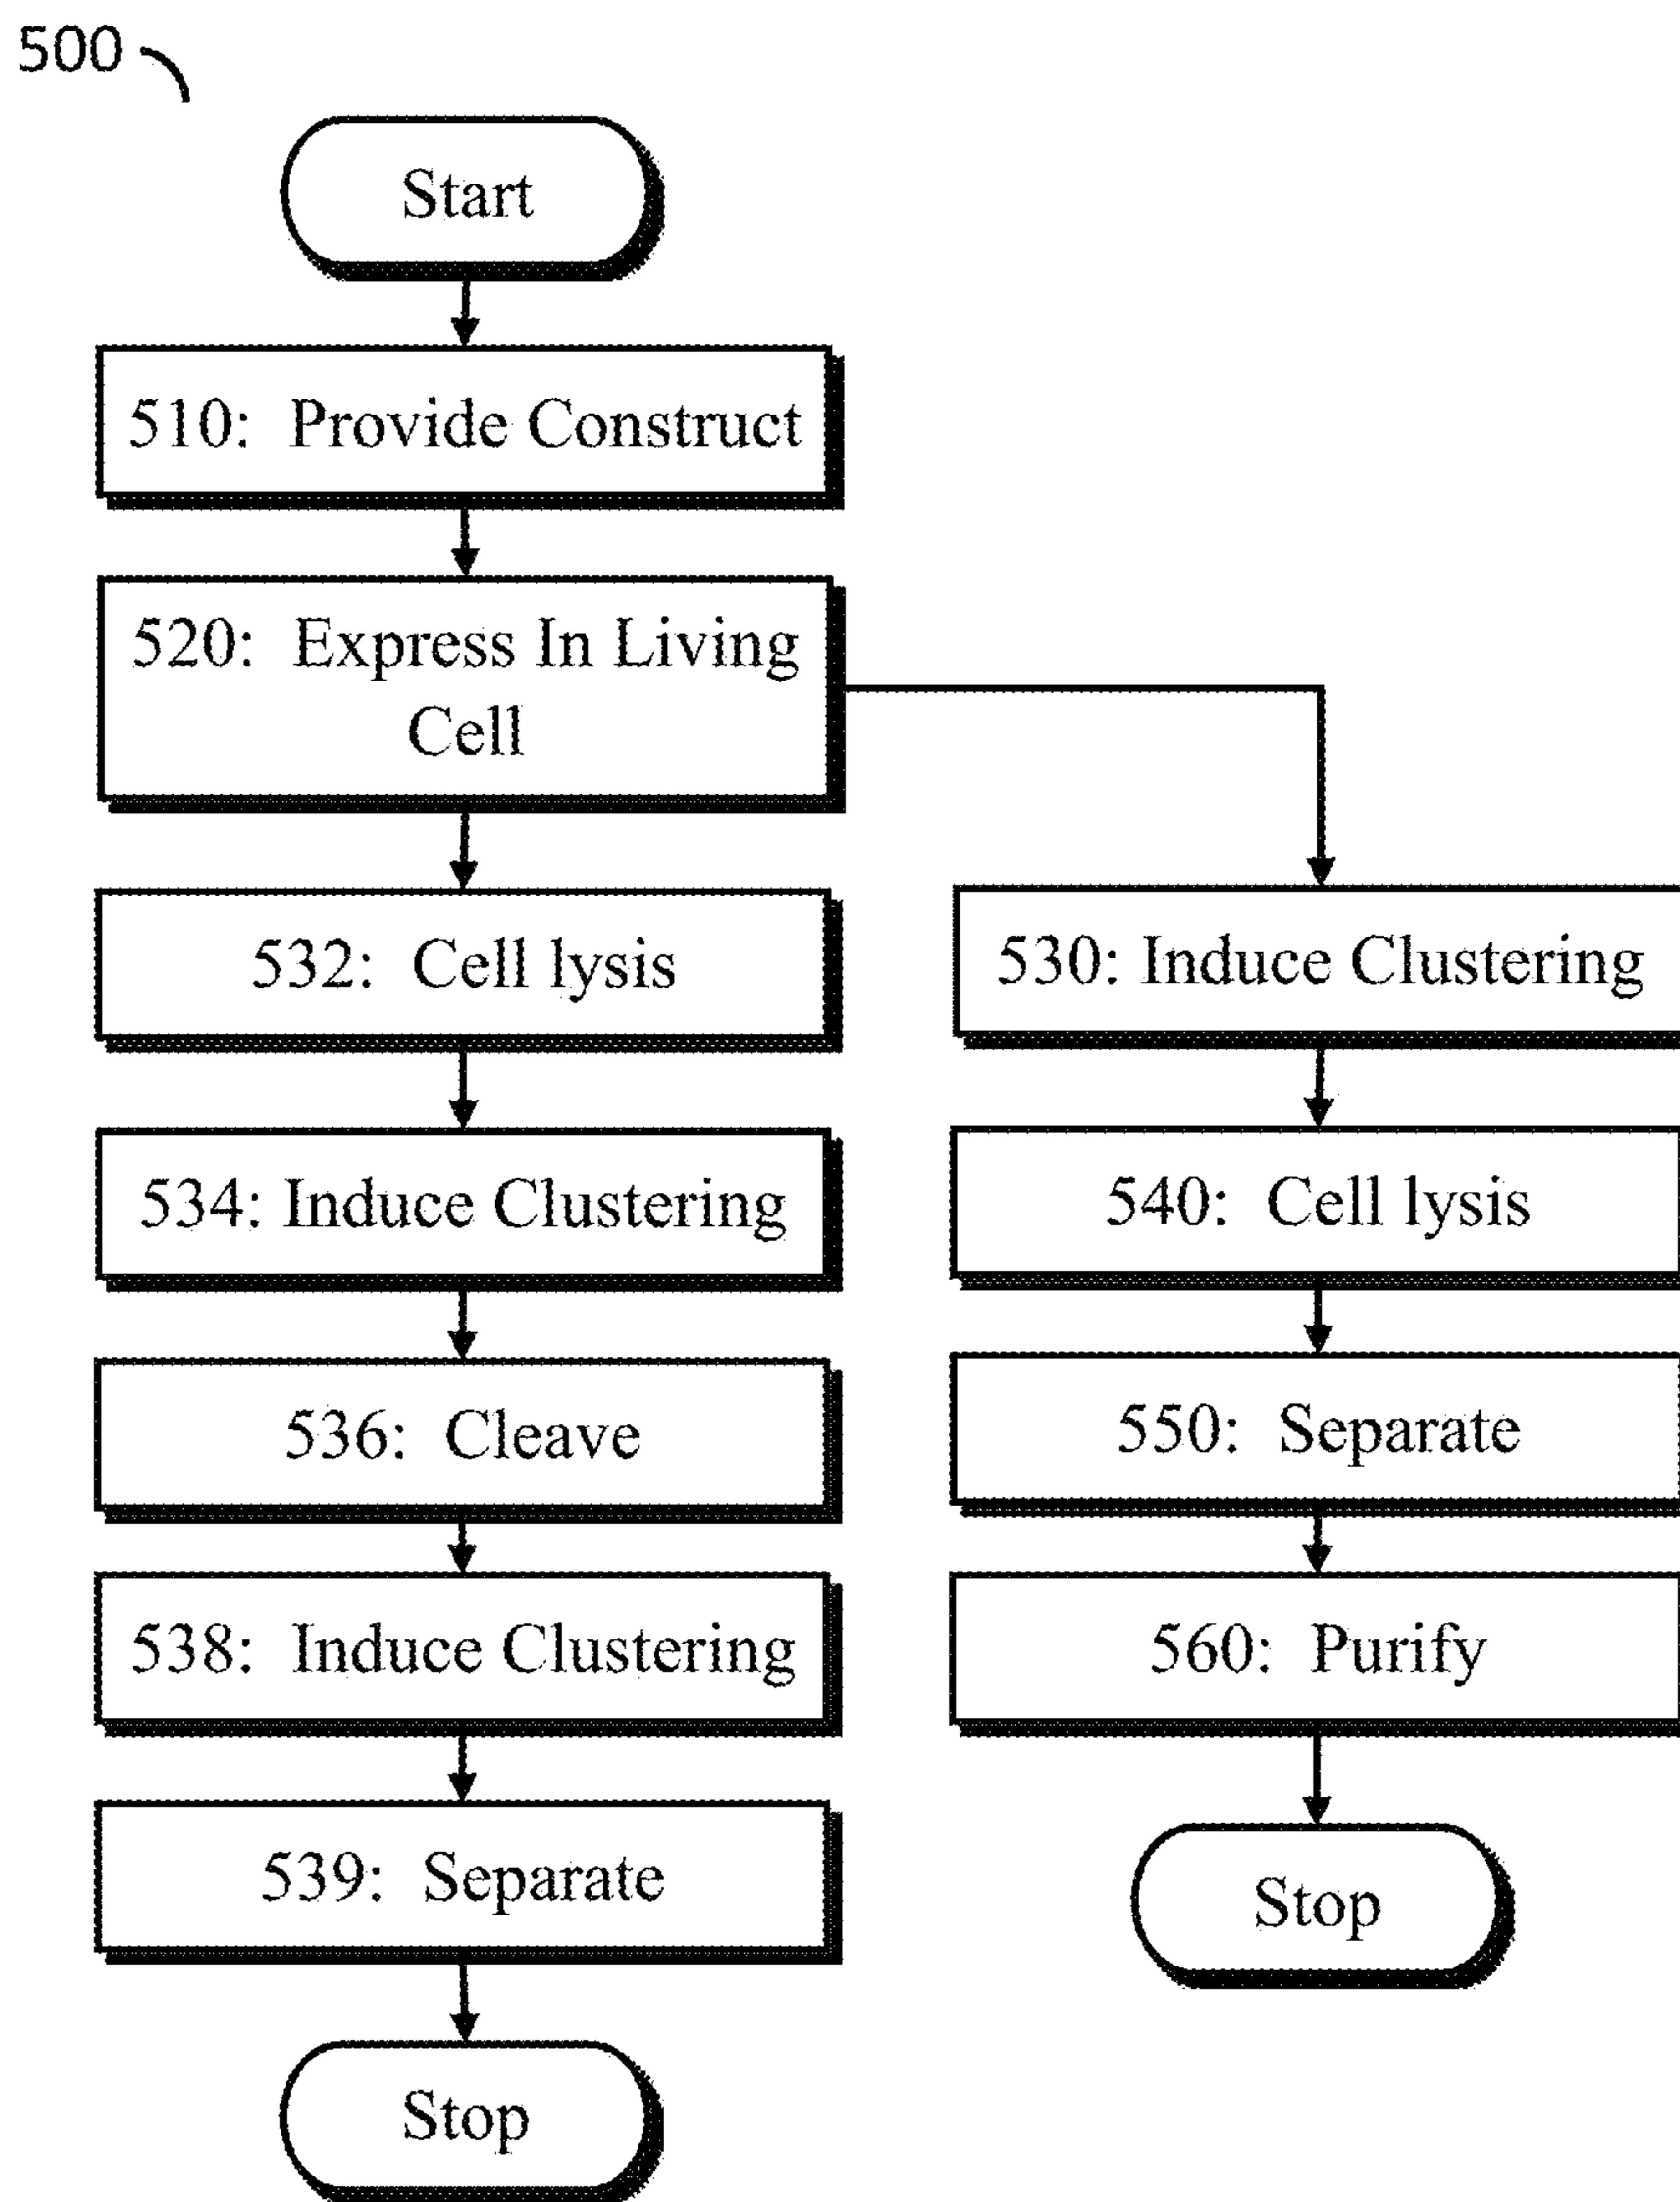 500
Start
510: Provide Construct
520: Express In Living
Cell
532: Cell lysis
534: Induce Clustering
536: Cleave
538: Induce Clustering
539: Separate
Stop
530: Induce Clustering
540: Cell lysis
550: Separate
560: Purify
Stop